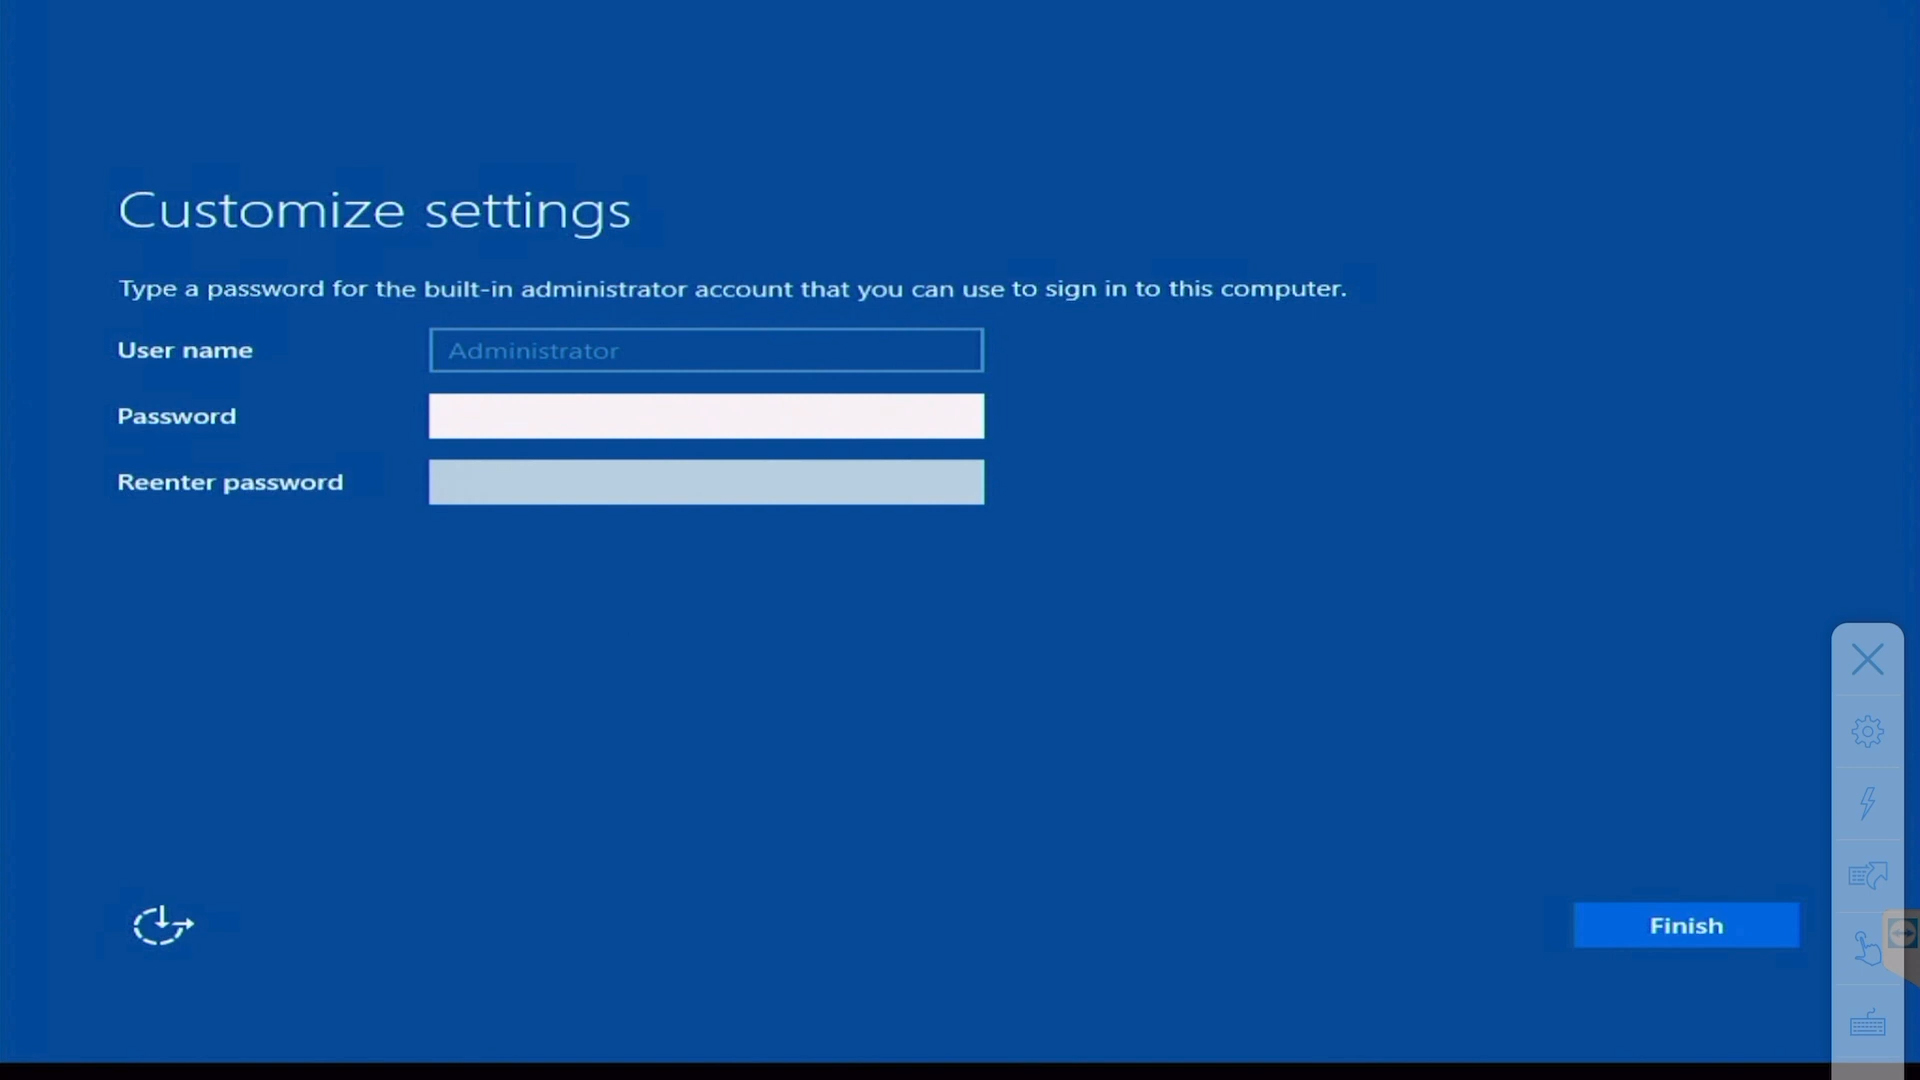 Customize settings
Type a password for the built-in administrator account that you can use to sign in to this computer.
User name
Administrator
Password
Reenter password
Finish